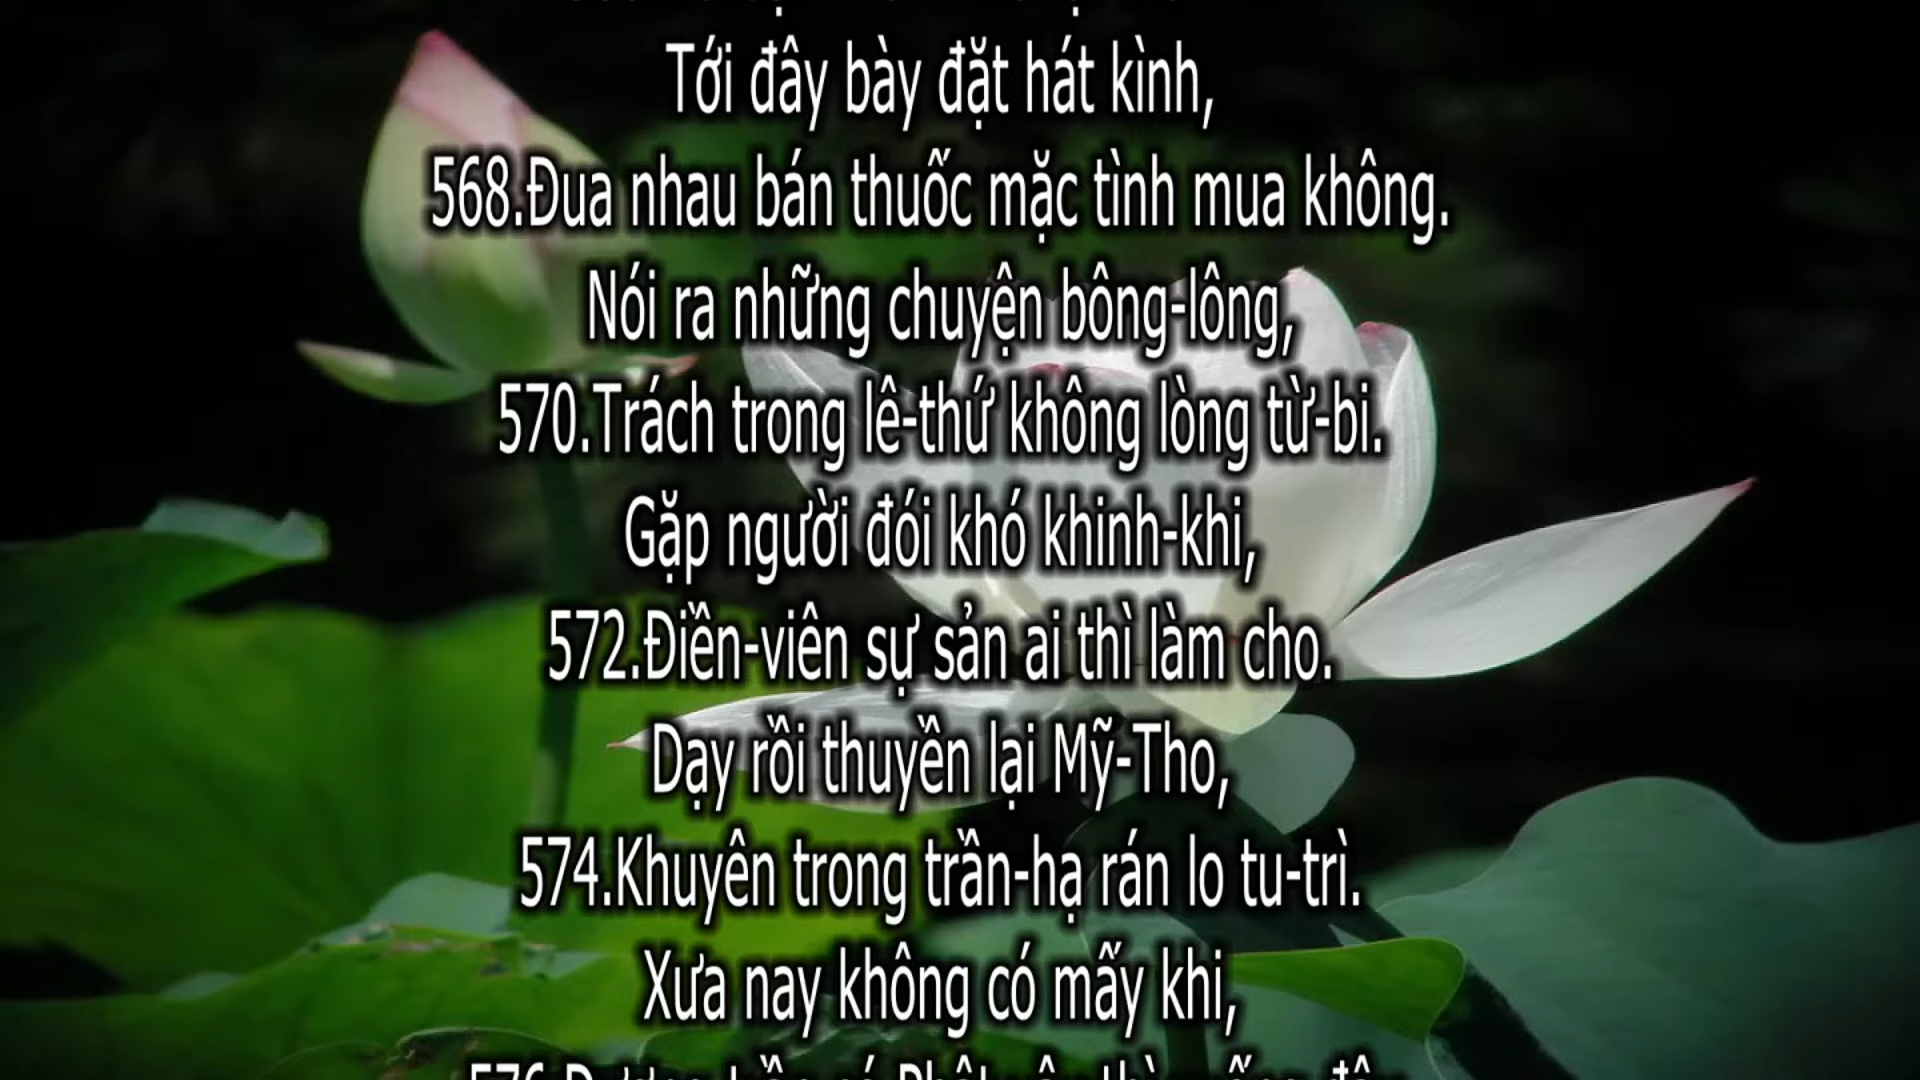 Tới đây bày đặt hát kình,
568.Đua nhau bán thuốc mặc tình mua không.
Nói ra những chuyện bông-lông,
570.Trách trong lê-thứ không lòng từ-bi.
Gặp người đói khó khinh-khi,
572.Điền-viên sự sản ai thì làm cho.
Dạy rồi thuyền lại Mỹ-Tho,
574.Khuyên trong trần-hạ rán lo tu-trì.
Xưa nay không có mấy khi,